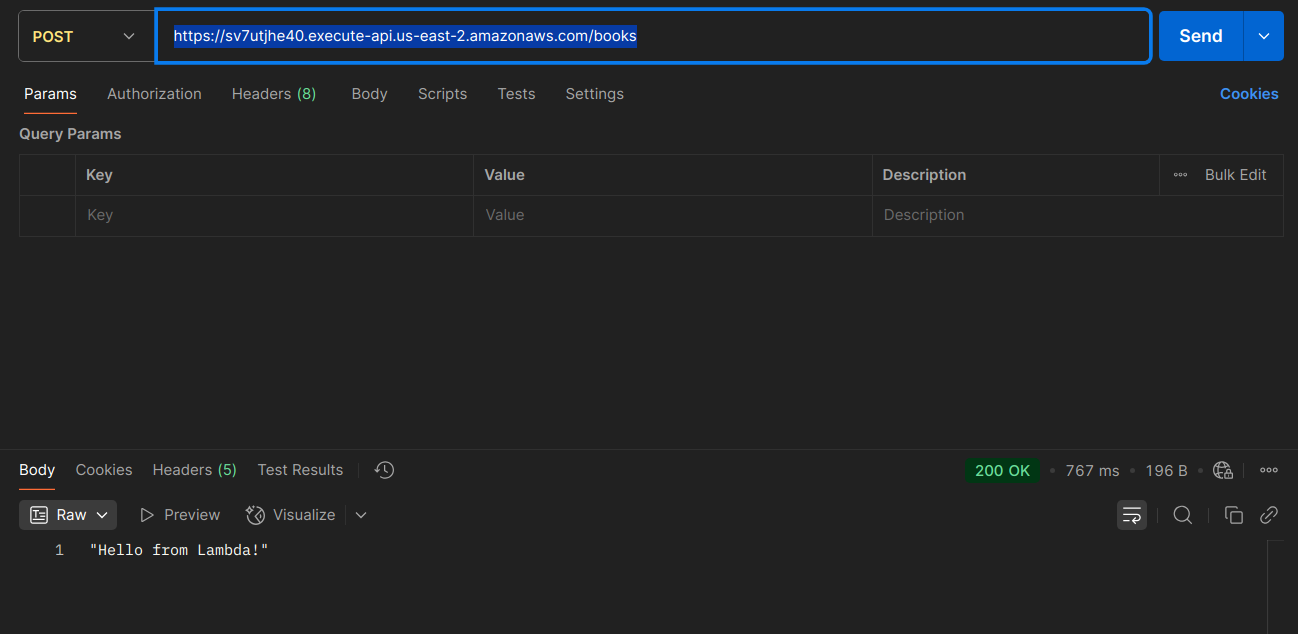 POST https://sv7utjhe40.execute-api.us-east-2.amazonaws.com/books Send
Params Authorization Headers (8) Body Scripts Tests Settings Cookies
Query Params
Key Value Description Bulk Edit
Key Value Description
Body Cookies Headers (5) Test Results 200 OK • 767 ms • 196 B •
Raw Preview Visualize
1 "Hello from Lambda!"